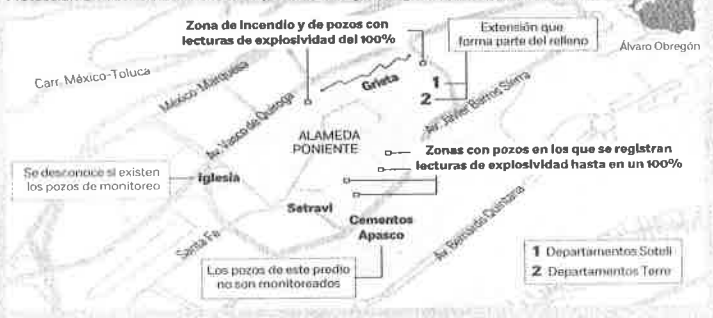 Zona de incendio y de pozos con
lecturas de explosividad del 100%
Extensión que
forma parte del relleno
Álvaro Obregón
Carr. México-Toluca
México-Marquesa
Grieta
1
2
Av. Vasco de Quiroga
Av. Javier Barros Sierra
ALAMEDA
PONIENTE
Zonas con pozos en los que se registran
lecturas de explosividad hasta en un 100%
Se desconoce si existen
los pozos de monitoreo
Iglesia
Setravi
Cementos
Apasco
Santa Fe
Av. Bernardo Quintana
Los pozos de este predio
no son monitoreados
1 Departamentos Soteli
2 Departamentos Terre